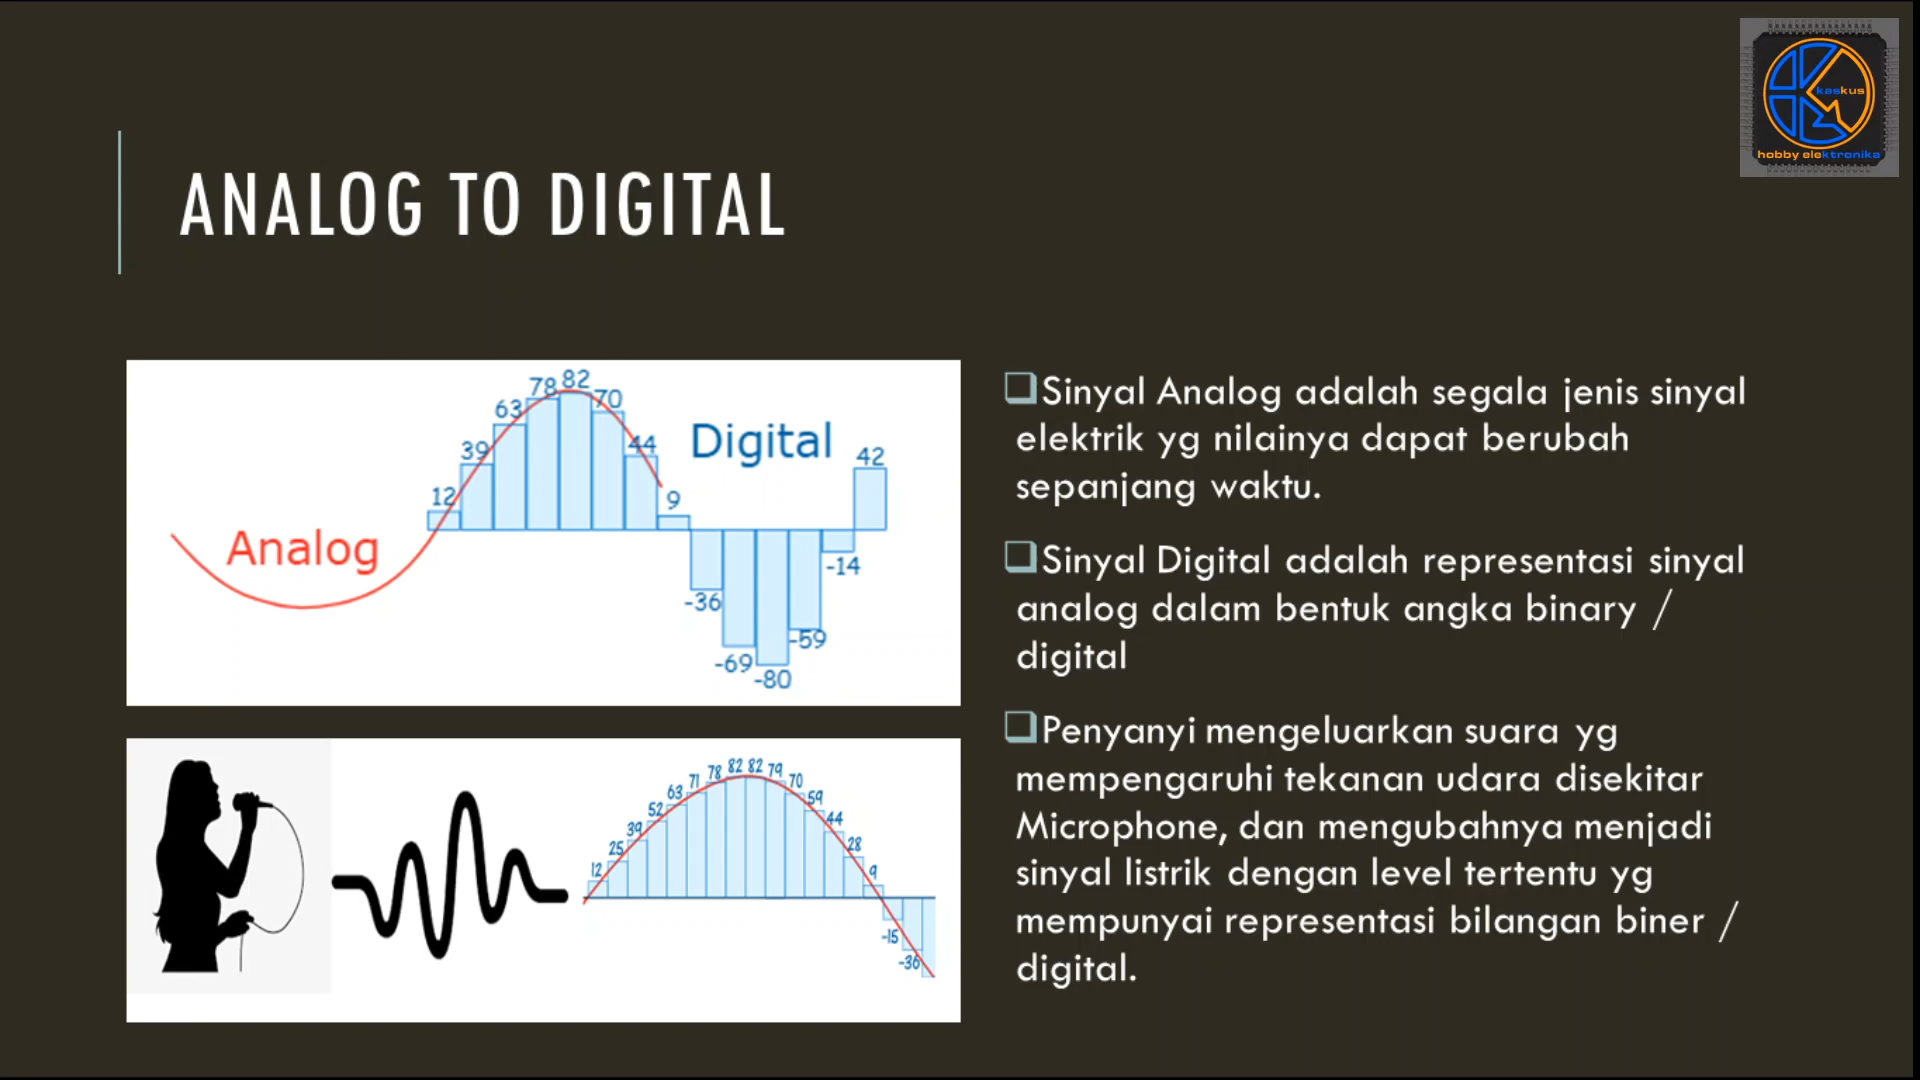 kaskus
hobby elektronika
ANALOG TO DIGITAL
12
39
63
78
82
70
44
9
-36
-69
-80
-59
-14
42
Analog
Digital
12
25
39
52
63
71
78
82
82
79
70
59
44
28
9
-15
-36
Sinyal Analog adalah segala jenis sinyal
elektrik yg nilainya dapat berubah
sepanjang waktu.
Sinyal Digital adalah representasi sinyal
analog dalam bentuk angka binary /
digital
Penyanyi mengeluarkan suara yg
mempengaruhi tekanan udara disekitar
Microphone, dan mengubahnya menjadi
sinyal listrik dengan level tertentu yg
mempunyai representasi bilangan biner /
digital.